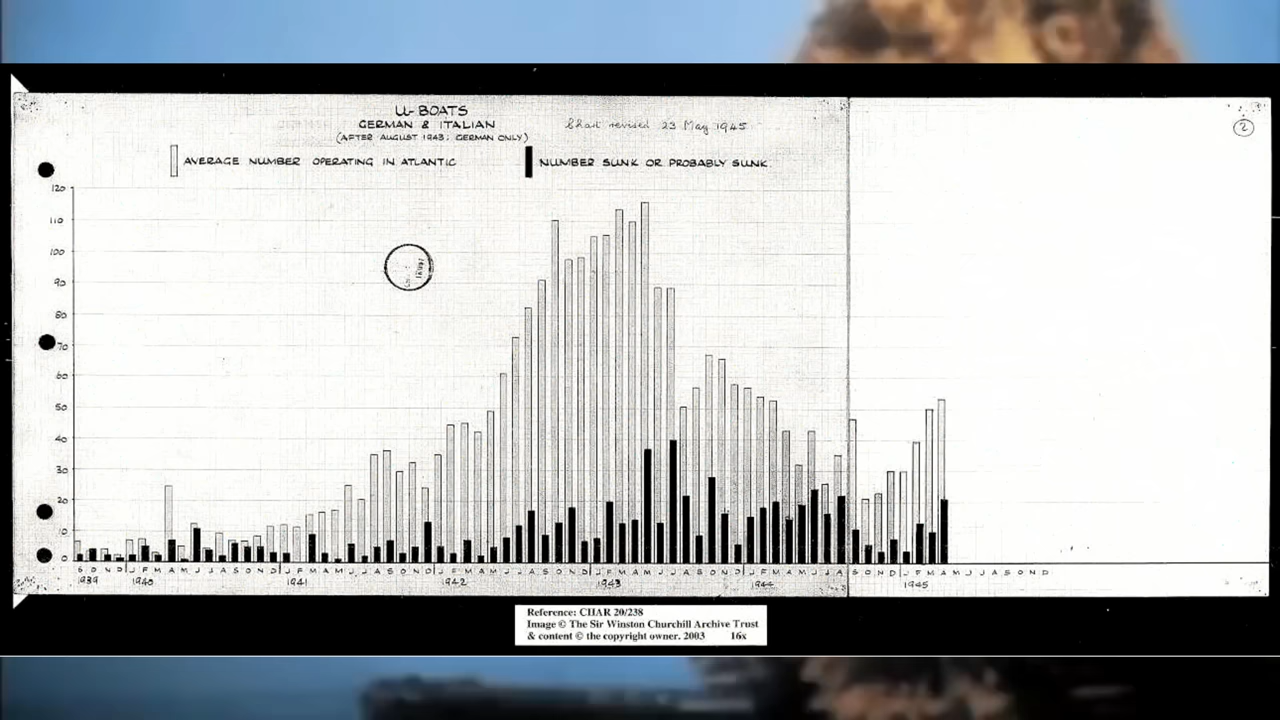 U-BOATS
GERMAN & ITALIAN
(AFTER AUGUST 1943: GERMAN ONLY)
Chart revised 23 May 1945
2
AVERAGE NUMBER OPERATING IN ATLANTIC
NUMBER SUNK OR PROBABLY SUNK.
120
110
100
90
80
70
60
50
40
30
20
10
0
S O N D J F M A M J J A S O N D J F M A M J J A S O N D J F M A M J J A S O N D J F M A M J J A S O N D J F M A M J J A S O N D J F M A M J J A S O N D
1939 1940 1941 1942 1943 1944 1945
Reference: CHAR 20/238
Image © The Sir Winston Churchill Archive Trust
& content © the copyright owner. 2003 16x